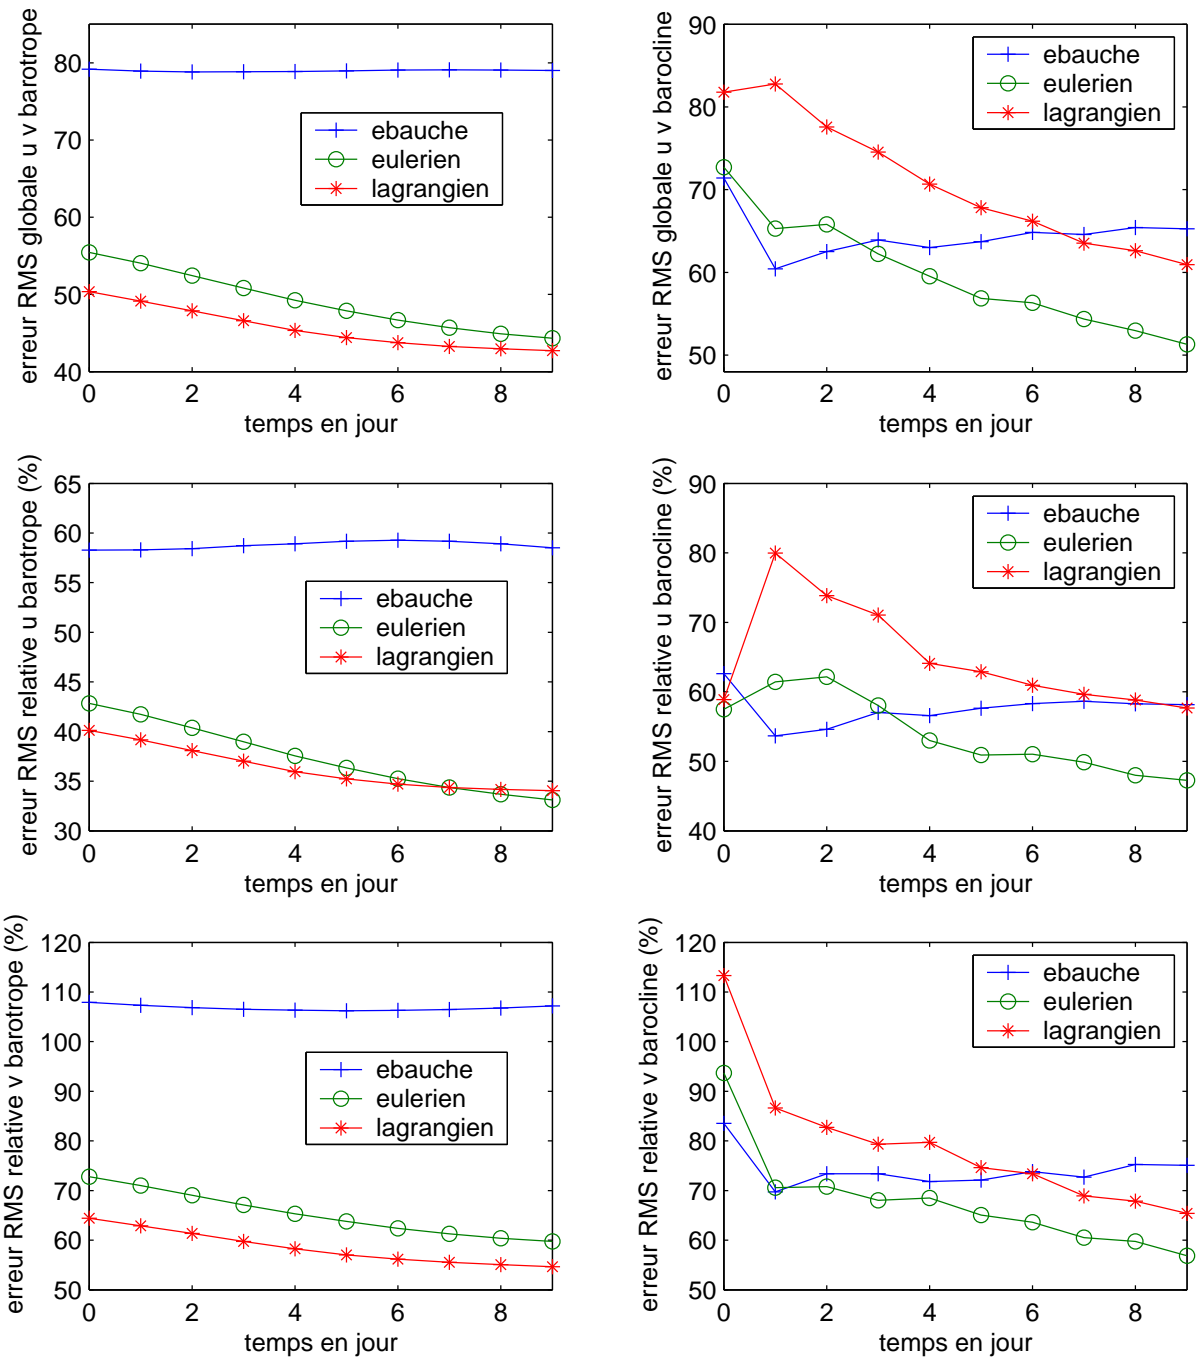 erreur RMS globale u v barotrope
80
70
60
50
40
0 2 4 6 8
temps en jour
ebauche
eulerien
lagrangien
erreur RMS globale u v barocline
90
80
70
60
50
0 2 4 6 8
temps en jour
ebauche
eulerien
lagrangien
erreur RMS relative u barotrope (%)
65
60
55
50
45
40
35
30
0 2 4 6 8
temps en jour
ebauche
eulerien
lagrangien
erreur RMS relative u barocline (%)
90
80
70
60
50
40
0 2 4 6 8
temps en jour
ebauche
eulerien
lagrangien
erreur RMS relative v barotrope (%)
120
110
100
90
80
70
60
50
0 2 4 6 8
temps en jour
ebauche
eulerien
lagrangien
erreur RMS relative v barocline (%)
120
110
100
90
80
70
60
50
0 2 4 6 8
temps en jour
ebauche
eulerien
lagrangien